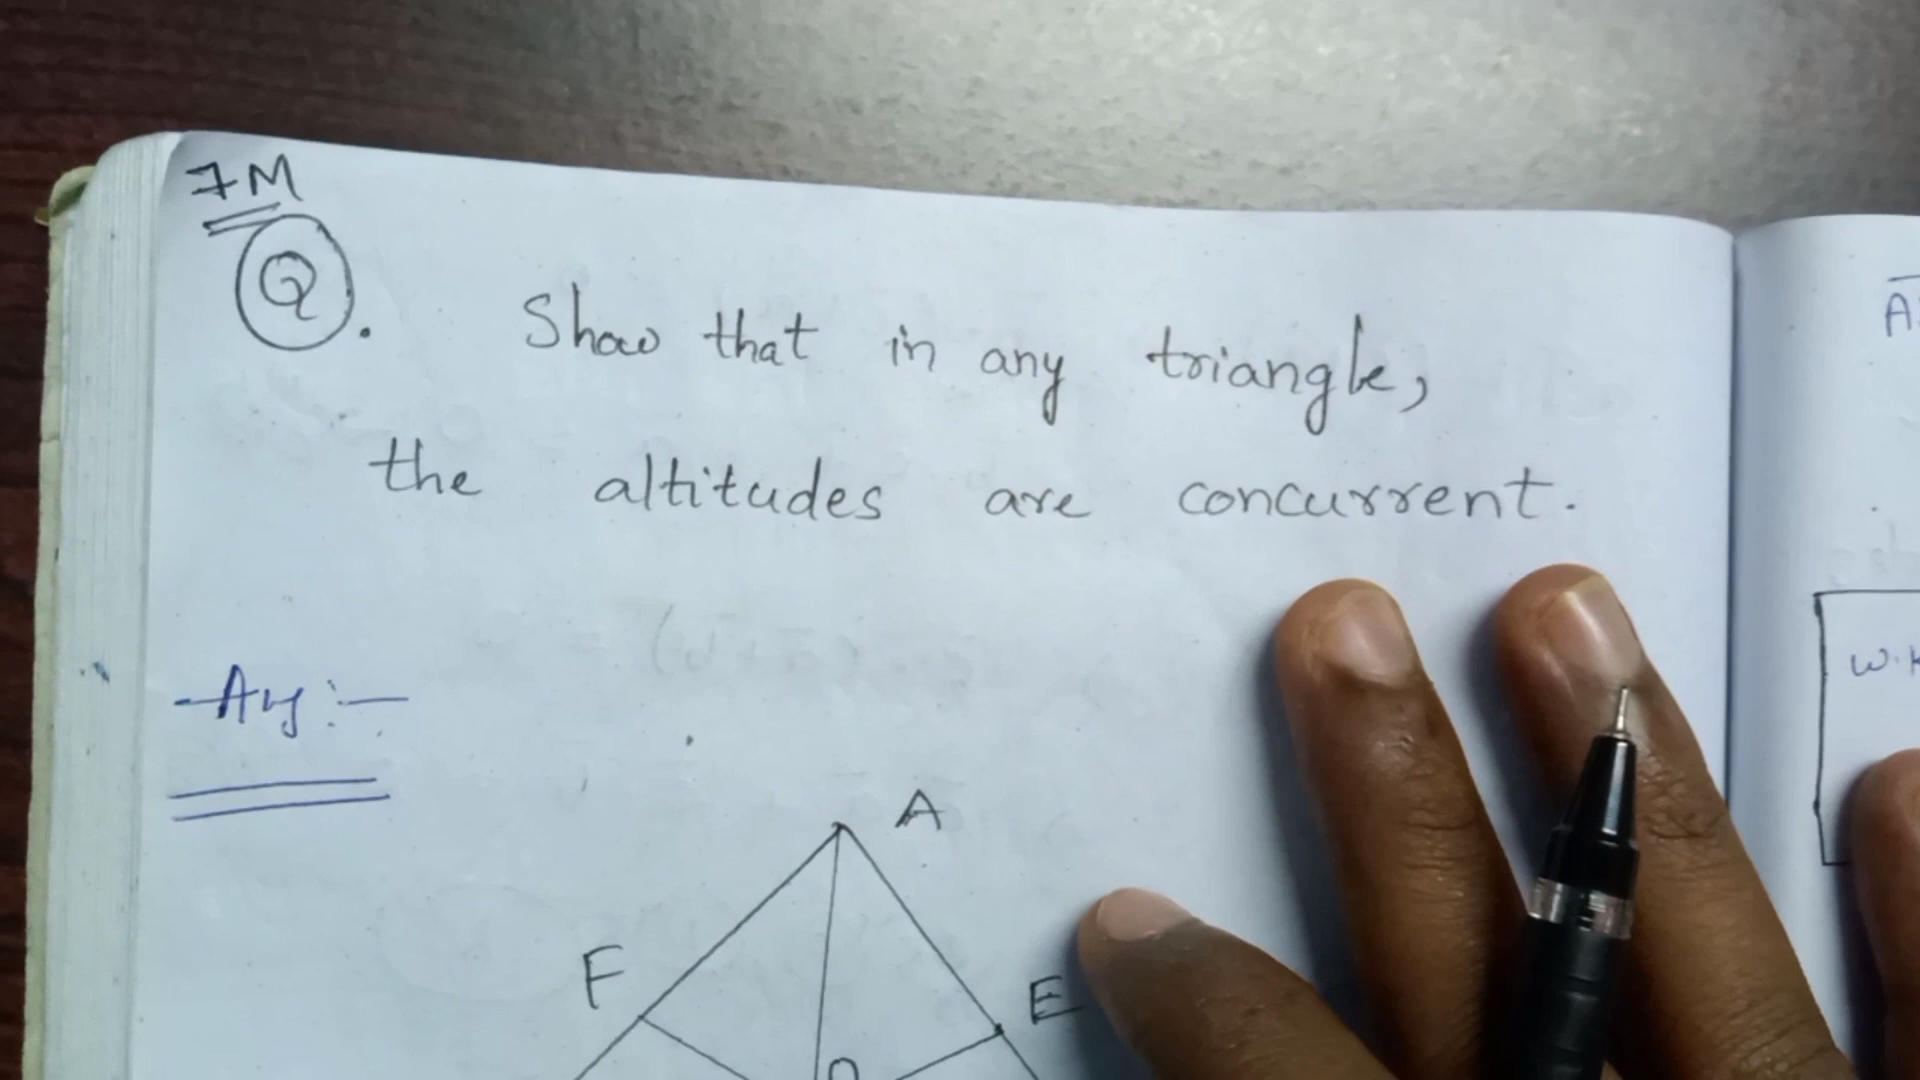 7M
Q.
Show that in any triangle,
the altitudes are concurrent.
Ans:-
A
F
E
O
A
W.K